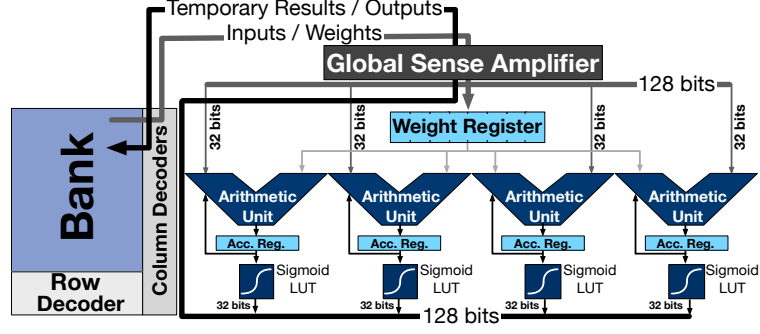 Temporary Results / Outputs
Inputs / Weights
Global Sense Amplifier
128 bits
32 bits
32 bits
32 bits
32 bits
Weight Register
Bank
Column Decoders
Row
Decoder
Arithmetic
Unit
Arithmetic
Unit
Arithmetic
Unit
Arithmetic
Unit
Acc. Reg.
Acc. Reg.
Acc. Reg.
Acc. Reg.
Sigmoid
LUT
Sigmoid
LUT
Sigmoid
LUT
Sigmoid
LUT
32 bits
32 bits
32 bits
32 bits
128 bits